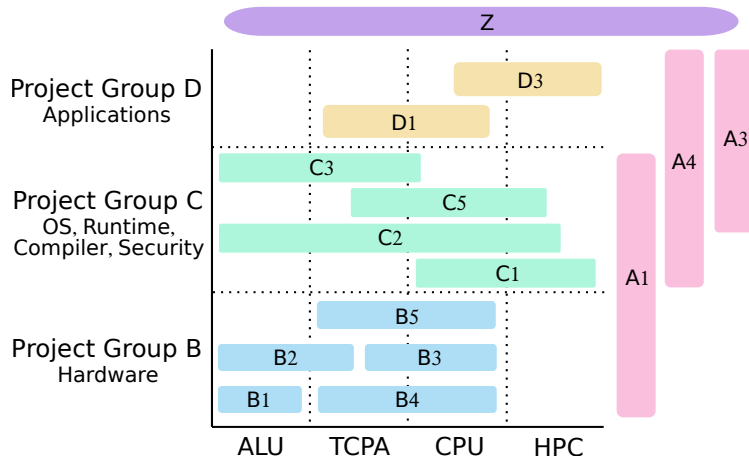 Z
Project Group D
Applications
D3
D1
A4
A3
Project Group C
OS, Runtime,
Compiler, Security
C3
C5
C2
C1
A1
Project Group B
Hardware
B5
B2
B3
B1
B4
ALU
TCPA
CPU
HPC